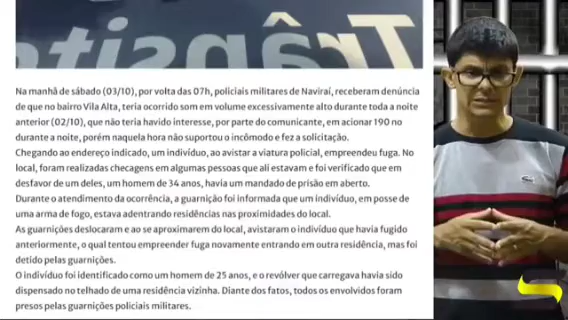 Trânsito
Na manhã de sábado (03/10), por volta das 07h, policiais militares de Naviraí, receberam denúncia
de que no bairro Vila Alta, teria ocorrido som em volume excessivamente alto durante toda a noite
anterior (02/10), que não teria havido interesse, por parte do comunicante, em acionar 190 no
durante a noite, porém naquela hora não suportou o incômodo e fez a solicitação.
Chegando ao endereço indicado, um indivíduo, ao avistar a viatura policial, empreendeu fuga. No
local, foram realizadas checagens em algumas pessoas que ali estavam e foi verificado que em
desfavor de um deles, um homem de 34 anos, havia um mandado de prisão em aberto.
Durante o atendimento da ocorrência, a guarnição foi informada que um indivíduo, em posse de
uma arma de fogo, estava adentrando residências nas proximidades do local.
As guarnições deslocaram e ao se aproximarem do local, avistaram o indivíduo que havia fugido
anteriormente, o qual tentou empreender fuga novamente entrando em outra residência, mas foi
detido pelas guarnições.
O indivíduo foi identificado como um homem de 25 anos, e o revólver que carregava havia sido
dispensado no telhado de uma residência vizinha. Diante dos fatos, todos os envolvidos foram
presos pelas guarnições policiais militares.